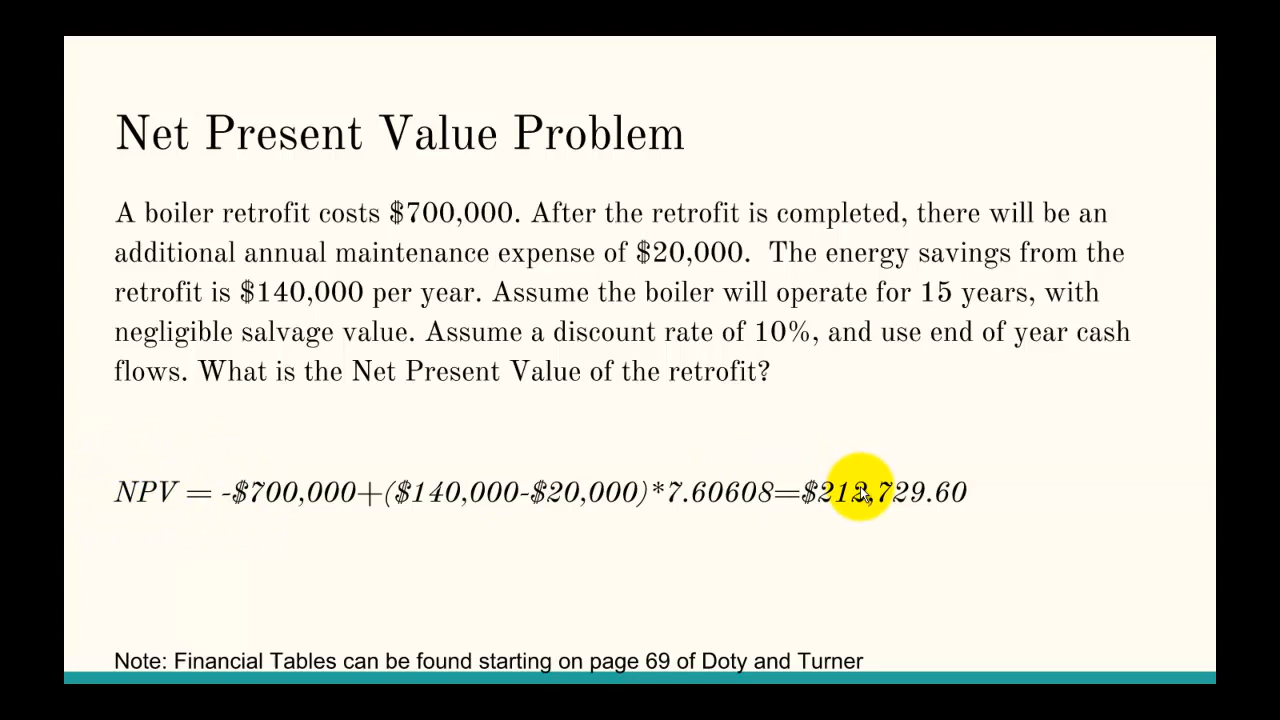 Net Present Value Problem
A boiler retrofit costs $700,000. After the retrofit is completed, there will be an
additional annual maintenance expense of $20,000.  The energy savings from the
retrofit is $140,000 per year. Assume the boiler will operate for 15 years, with
negligible salvage value. Assume a discount rate of 10%, and use end of year cash
flows. What is the Net Present Value of the retrofit?
NPV = -$700,000+($140,000-$20,000)*7.60608=$212,729.60
Note: Financial Tables can be found starting on page 69 of Doty and Turner